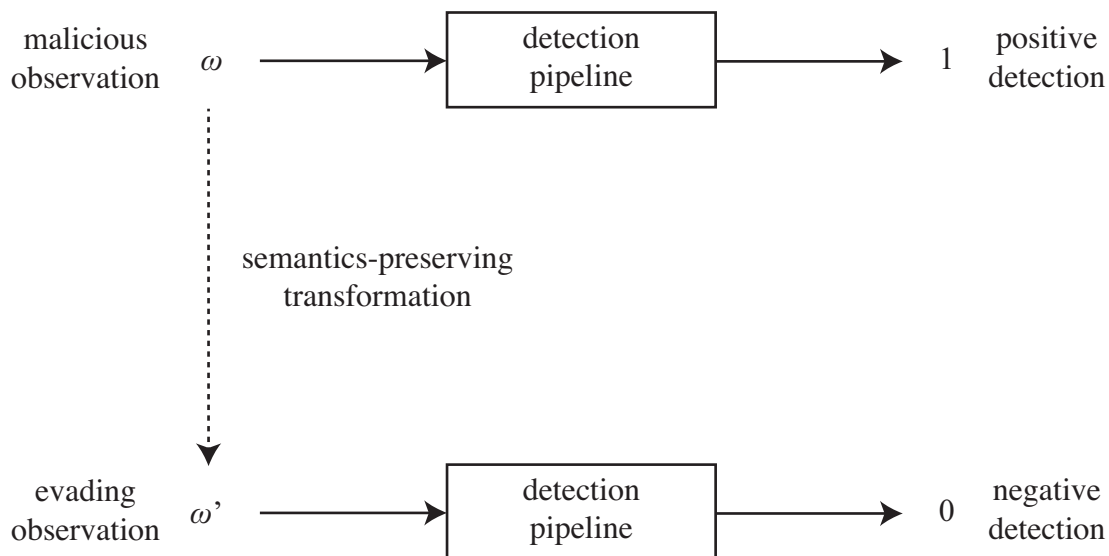 malicious
observation
ω
detection
pipeline
1
positive
detection
semantics-preserving
transformation
evading
observation
ω’
detection
pipeline
0
negative
detection